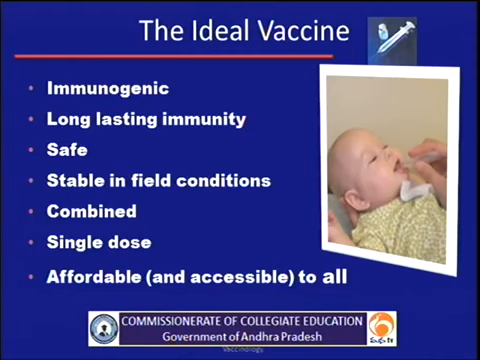 The Ideal Vaccine
Immunogenic
Long lasting immunity
Safe
Stable in field conditions
Combined
Single dose
Affordable (and accessible) to all
COMMISSIONERATE OF COLLEGIATE EDUCATION
Government of Andhra Pradesh
Vaccinology